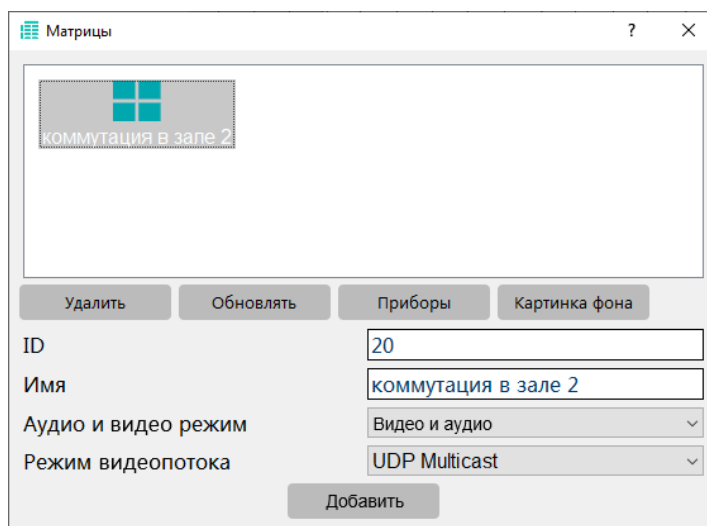 Матрицы ?
коммутация в зале 2
Удалить Обновлять Приборы Картинка фона
ID 20
Имя коммутация в зале 2
Аудио и видео режим Видео и аудио
Режим видеопотока UDP Multicast
Добавить